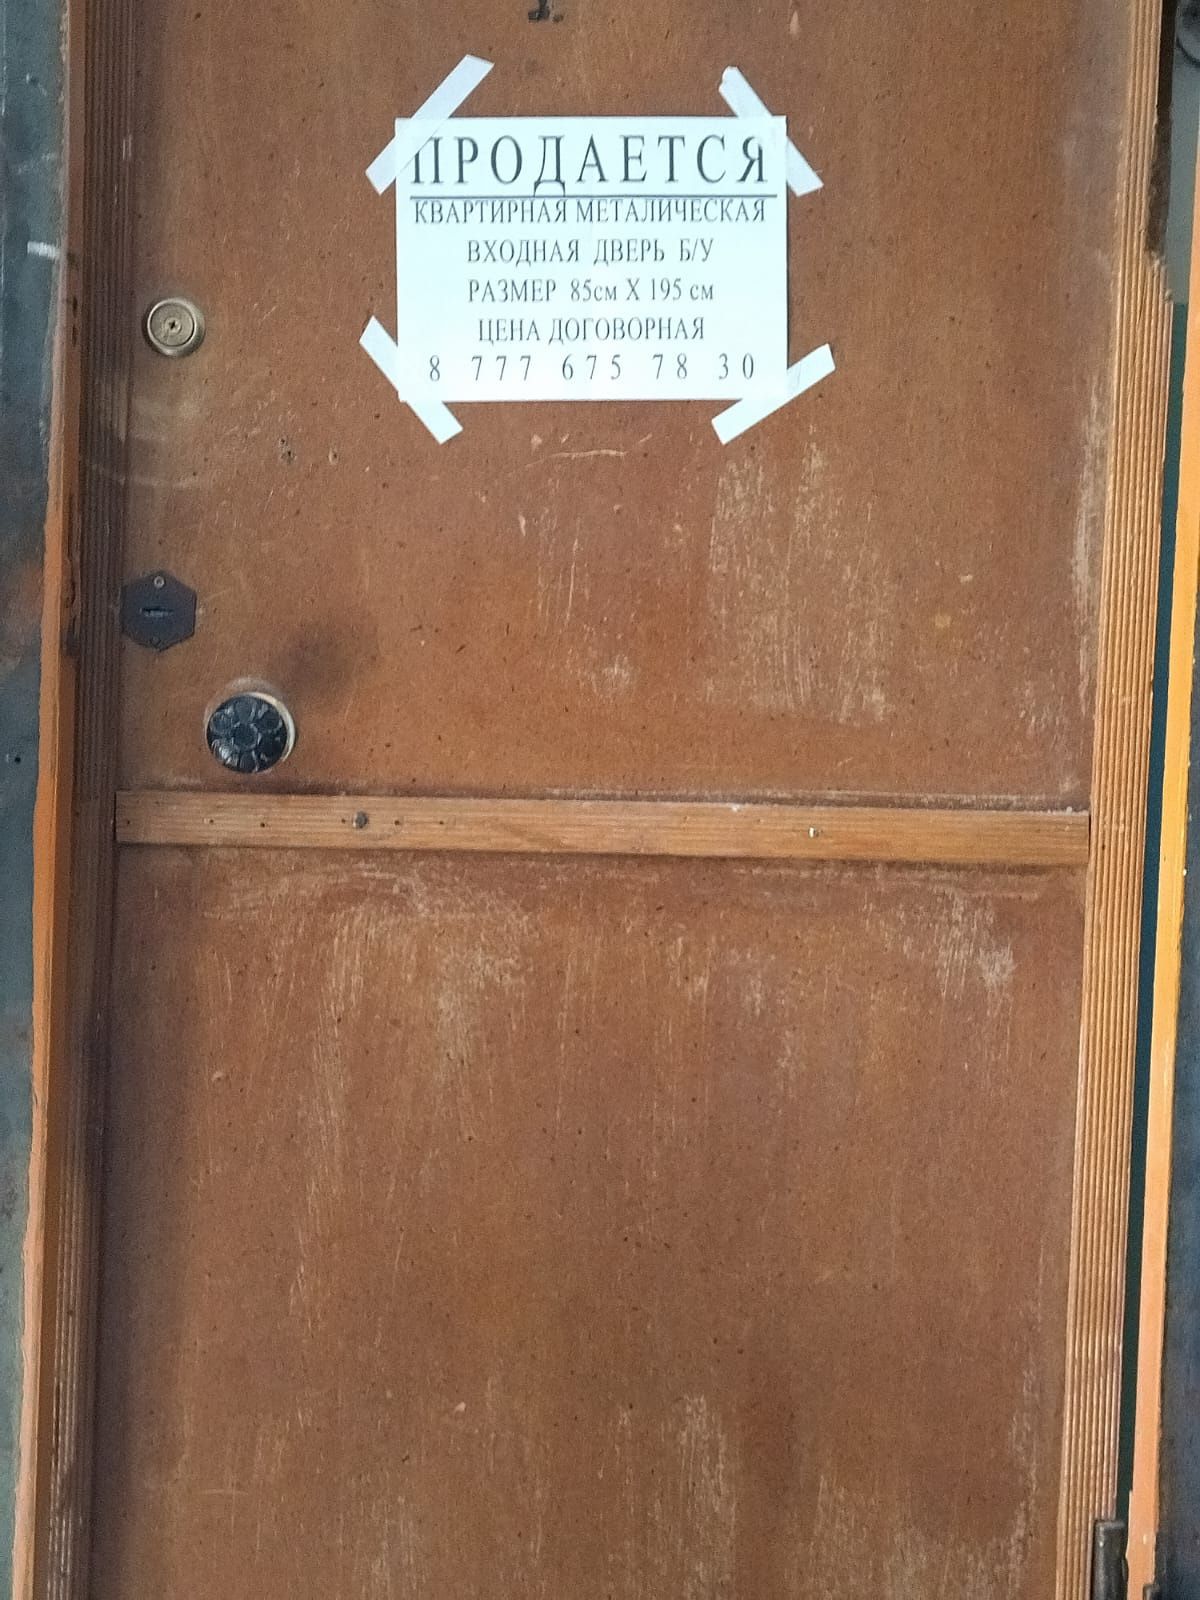 ПРОДАЕТСЯ
КВАРТИРНАЯ МЕТАЛИЧЕСКАЯ
ВХОДНАЯ ДВЕРЬ Б/У
РАЗМЕР 85см Х 195 см
ЦЕНА ДОГОВОРНАЯ
8 777 675 78 30